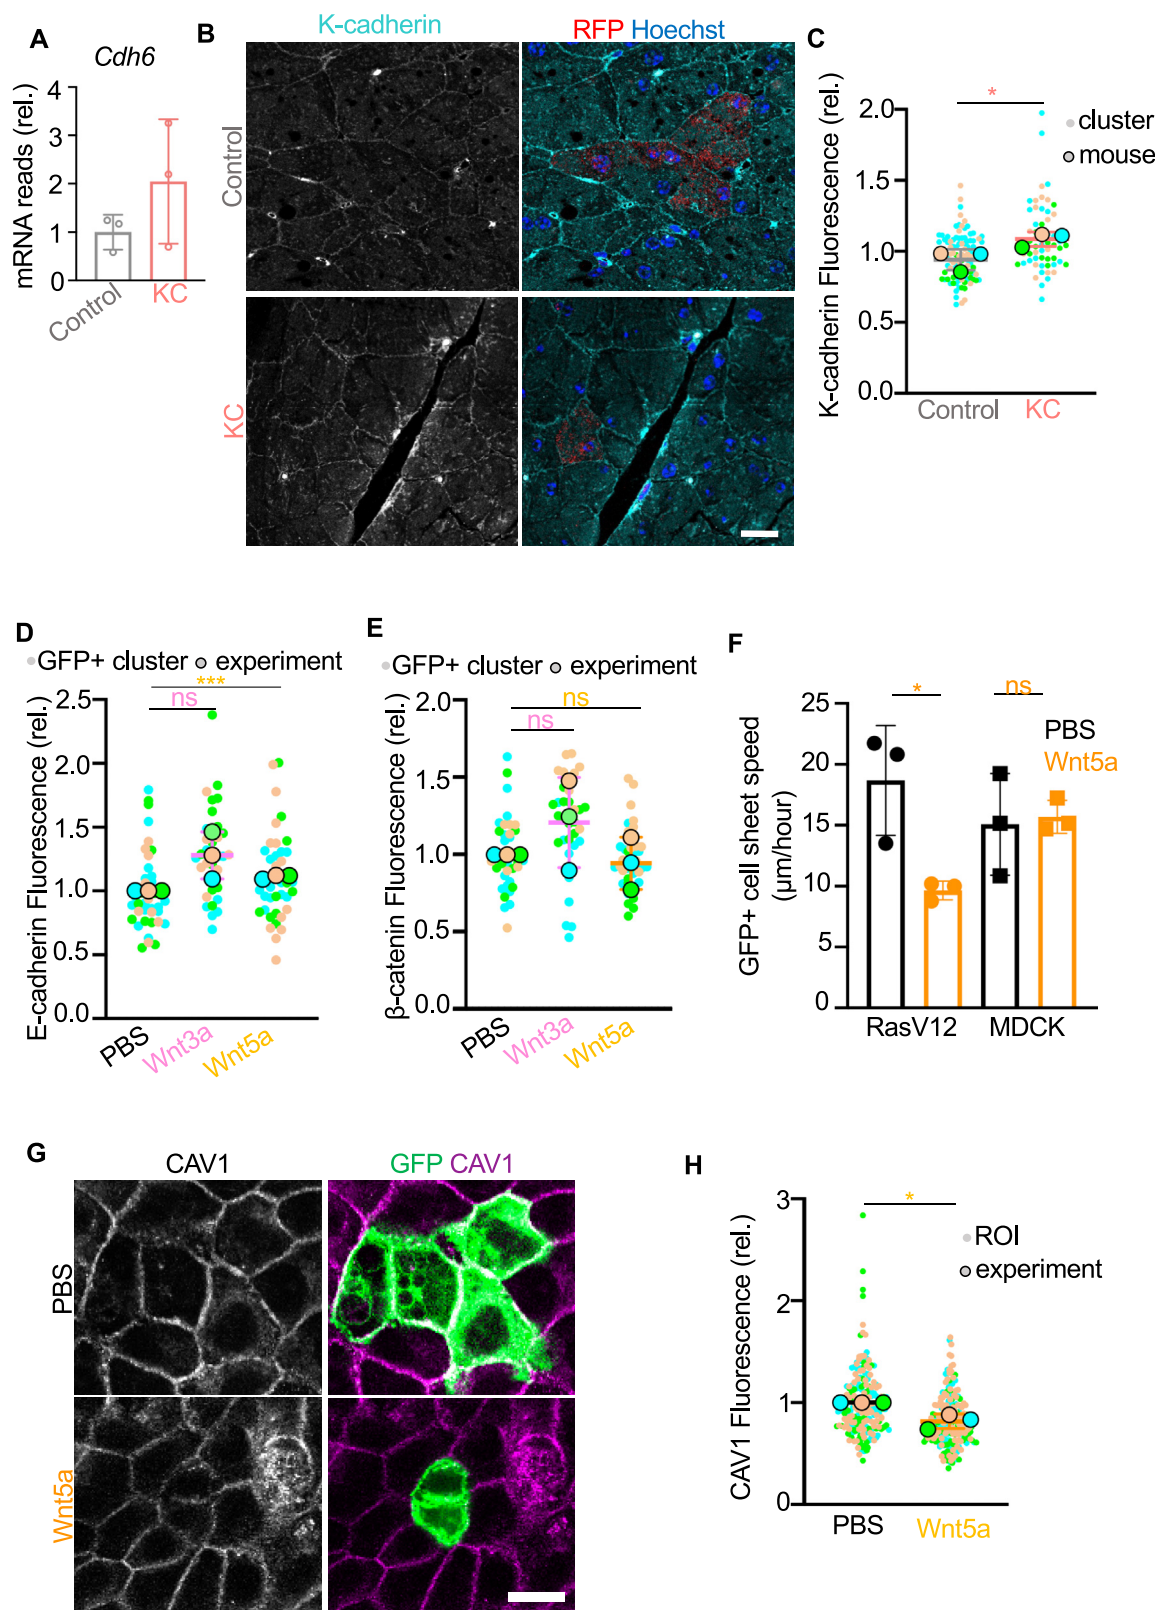 A
Cdh6
mRNA reads (rel.)
4
3
2
1
0
Control
KC
B
K-cadherin
RFP Hoechst
Control
KC
C
K-cadherin Fluorescence (rel.)
2.0
1.5
1.0
0.5
0.0
*
cluster
mouse
Control
KC
D
GFP+ cluster
experiment
E-cadherin Fluorescence (rel.)
2.5
2.0
1.5
1.0
0.5
0.0
***
ns
PBS
Wnt3a
Wnt5a
E
GFP+ cluster
experiment
β-catenin Fluorescence (rel.)
2.0
1.5
1.0
0.5
0.0
ns
ns
PBS
Wnt3a
Wnt5a
F
GFP+ cell sheet speed
(µm/hour)
25
20
15
10
5
0
*
ns
PBS
Wnt5a
RasV12
MDCK
G
CAV1
GFP CAV1
PBS
Wnt5a
H
CAV1 Fluorescence (rel.)
3
2
1
0
*
ROI
experiment
PBS
Wnt5a